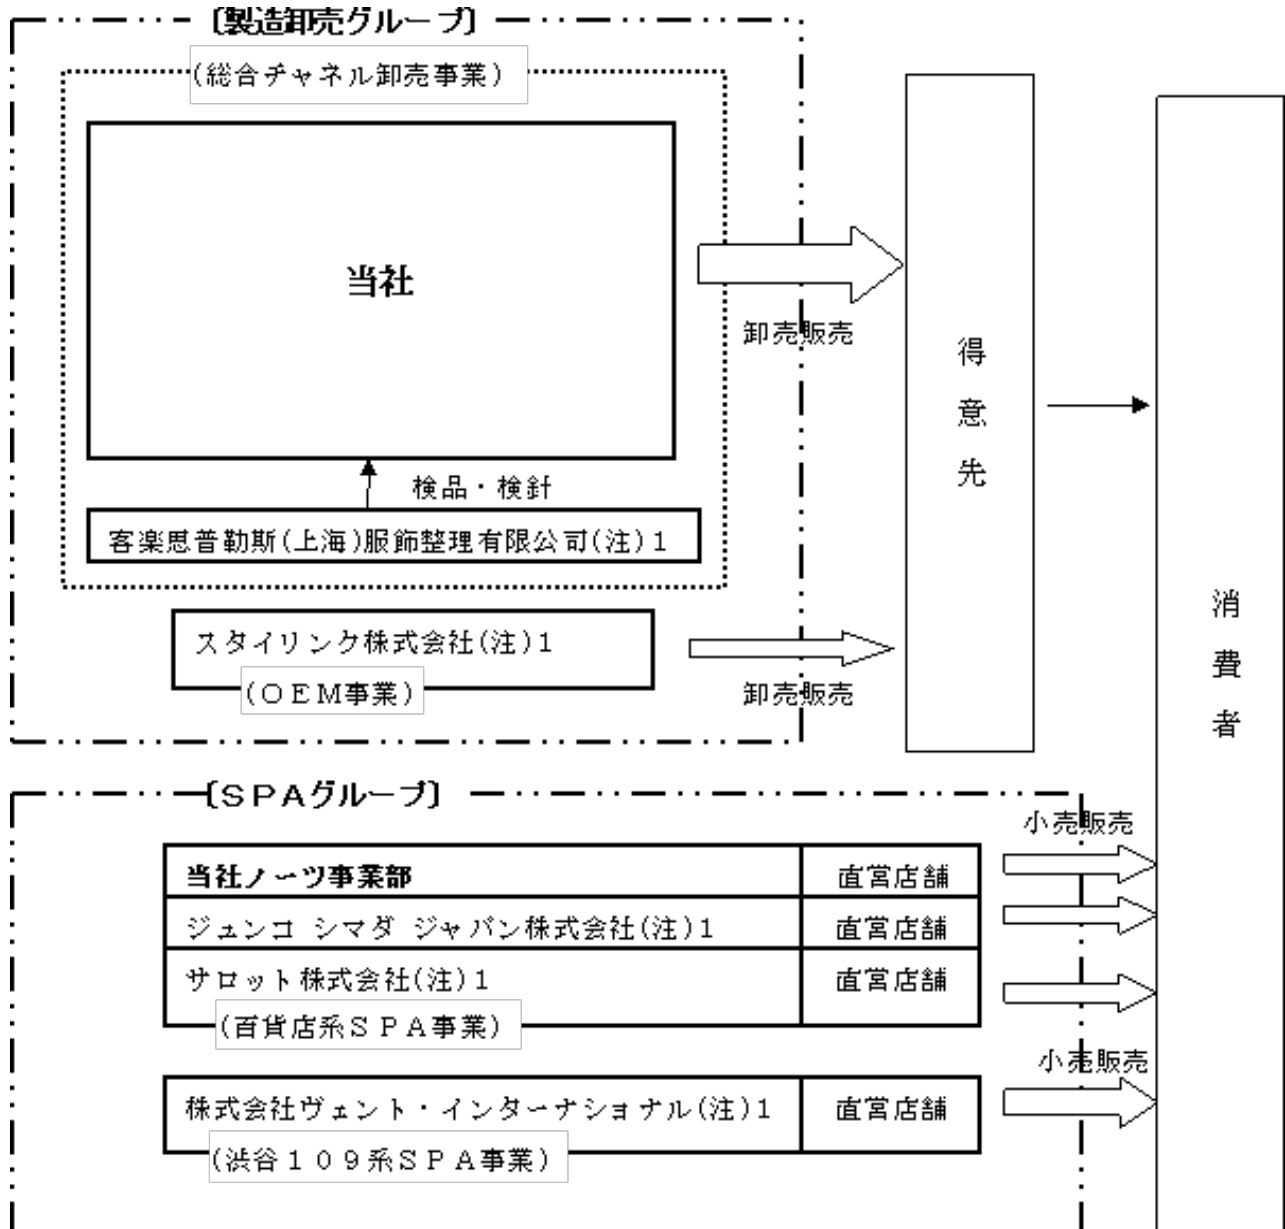 〔製造卸売グループ〕
(総合チャネル卸売事業)
当社
卸売販売
検品・検針
客楽思普勒斯(上海)服飾整理有限公司(注)1
スタイリンク株式会社(注)1
(ＯＥＭ事業)
卸売販売
得意先
消費者
〔ＳＰＡグループ〕
小売販売
当社ノーツ事業部 直営店舗
ジュンコ シマダ ジャパン株式会社(注)1 直営店舗
サロット株式会社(注)1 直営店舗
(百貨店系ＳＰＡ事業)
小売販売
株式会社ヴェント・インターナショナル(注)1 直営店舗
(渋谷１０９系ＳＰＡ事業)